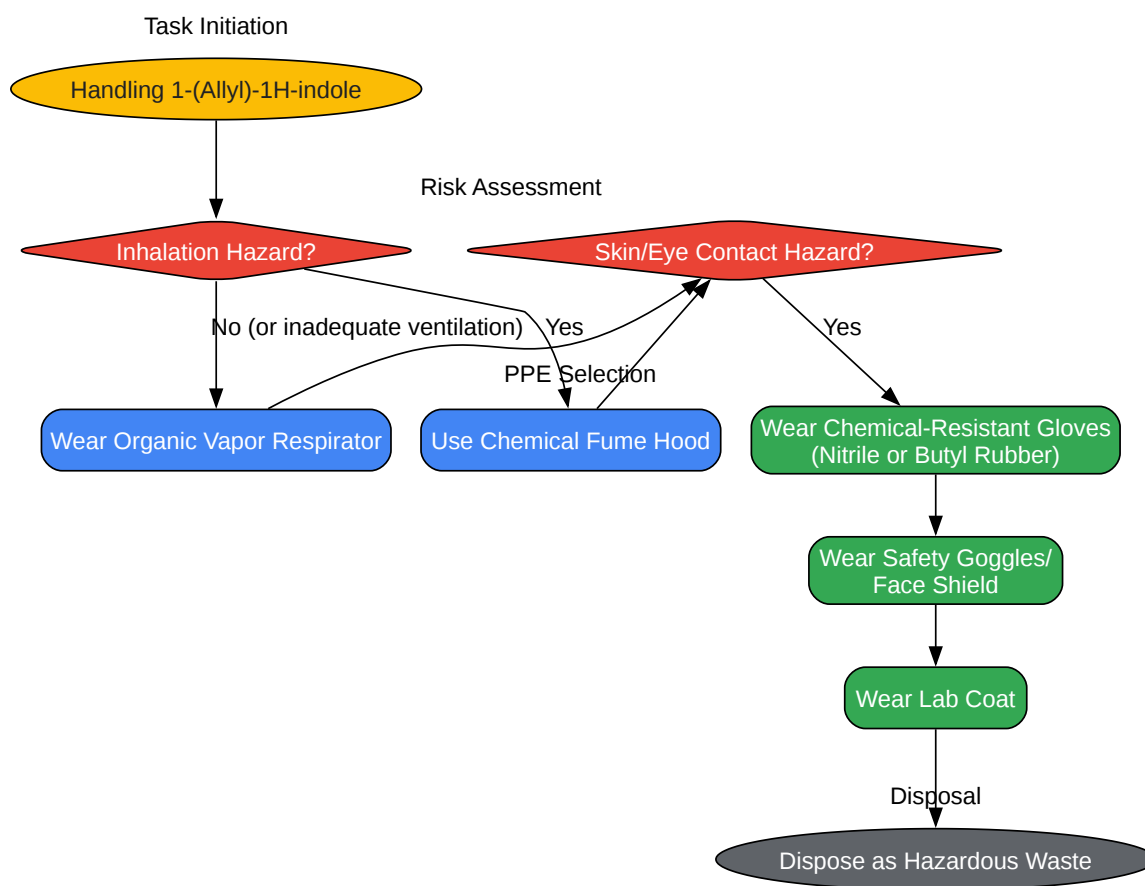 Task Initiation
Handling 1-(Allyl)-1H-indole
Risk Assessment
Inhalation Hazard?
Skin/Eye Contact Hazard?
No (or inadequate ventilation)
Yes
Yes
PPE Selection
Wear Organic Vapor Respirator
Use Chemical Fume Hood
Wear Chemical-Resistant Gloves
(Nitrile or Butyl Rubber)
Wear Safety Goggles/
Face Shield
Wear Lab Coat
Disposal
Dispose as Hazardous Waste